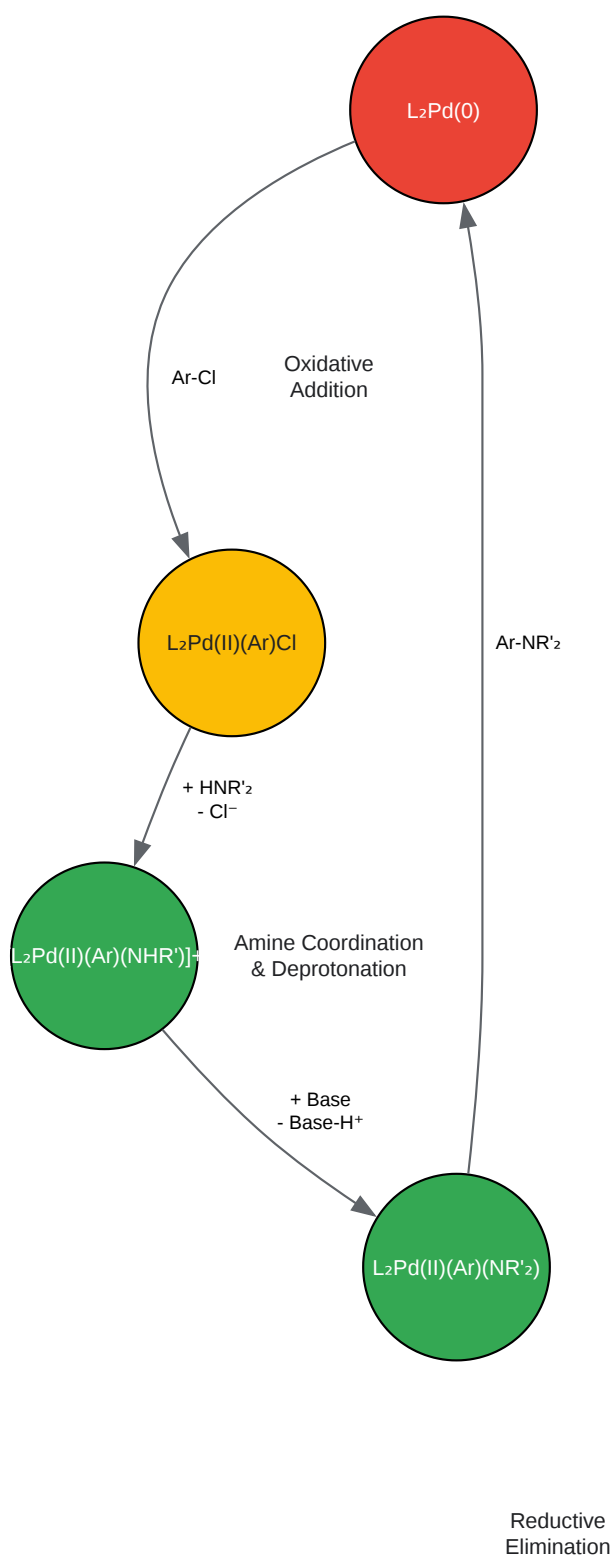 L₂Pd(0)
Oxidative
Addition
Ar-Cl
L₂Pd(II)(Ar)Cl
Ar-NR'₂
+ HNR'₂
- Cl⁻
L₂Pd(II)(Ar)(NHR')]+
Amine Coordination
& Deprotonation
+ Base
- Base-H⁺
L₂Pd(II)(Ar)(NR'₂)
Reductive
Elimination